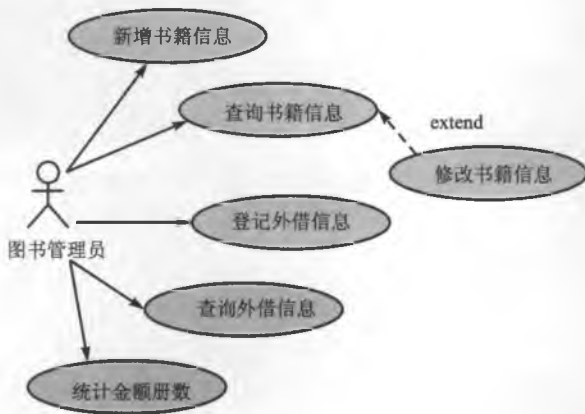 新增书籍信息
查询书籍信息
extend
修改书籍信息
登记外借信息
图书管理员
查询外借信息
统计金额册数